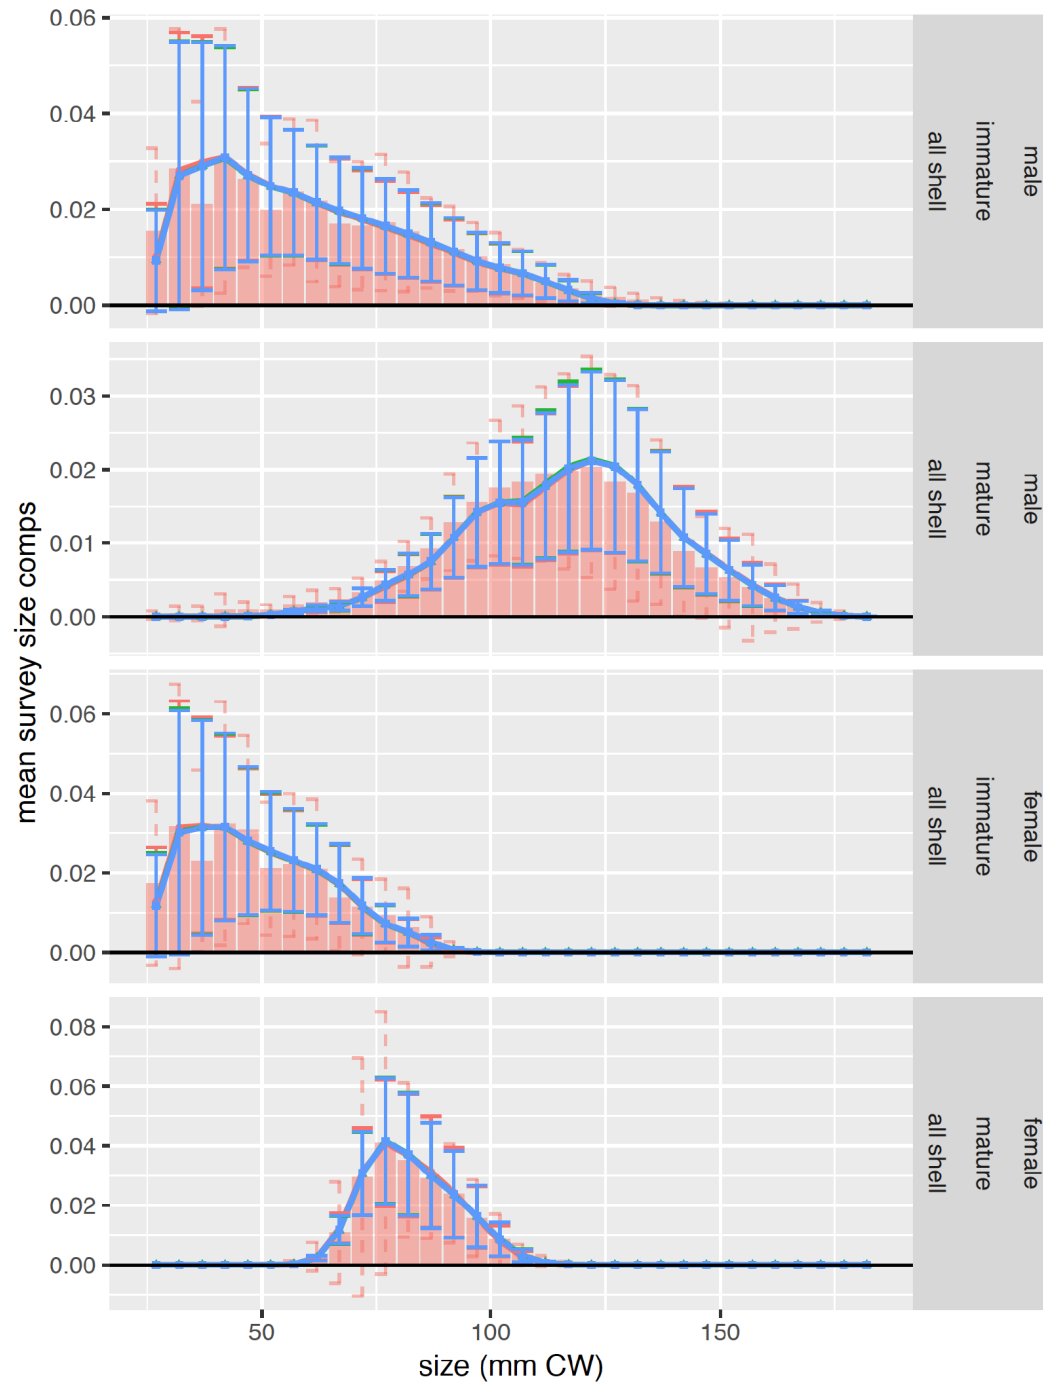 mean survey size comps
0.06
0.04
0.02
0.00
all shell
immature
male
0.03
0.02
0.01
0.00
all shell
mature
male
0.06
0.04
0.02
0.00
all shell
immature
female
0.08
0.06
0.04
0.02
0.00
all shell
mature
female
50
100
150
size (mm CW)